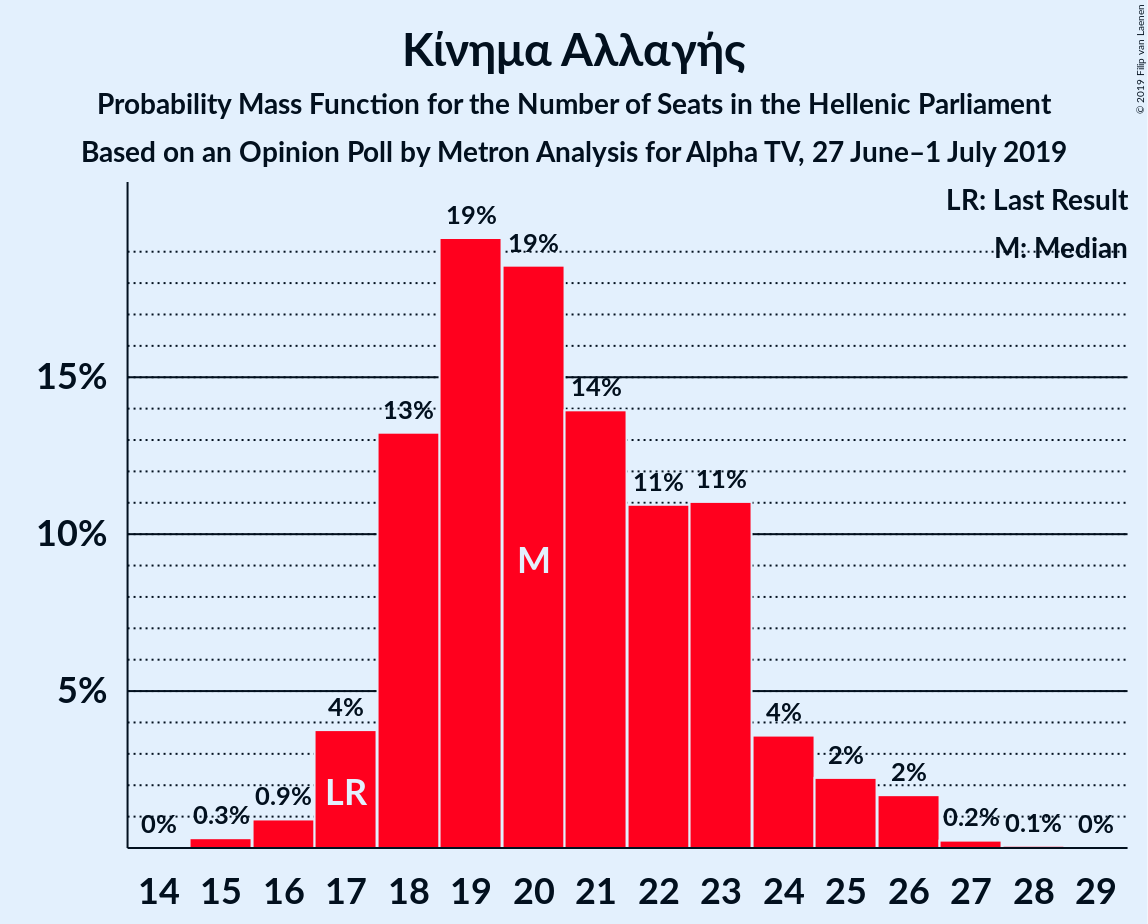 Κίνημα Αλλαγής
Probability Mass Function for the Number of Seats in the Hellenic Parliament
Based on an Opinion Poll by Metron Analysis for Alpha TV, 27 June–1 July 2019
© 2019 Filip van Laenen
LR: Last Result
M: Median
15%
10%
5%
0%
0.3%
0.9%
4%
13%
19%
19%
14%
11%
11%
4%
2%
2%
0.2%
0.1%
0%
LR
M
14 15 16 17 18 19 20 21 22 23 24 25 26 27 28 29